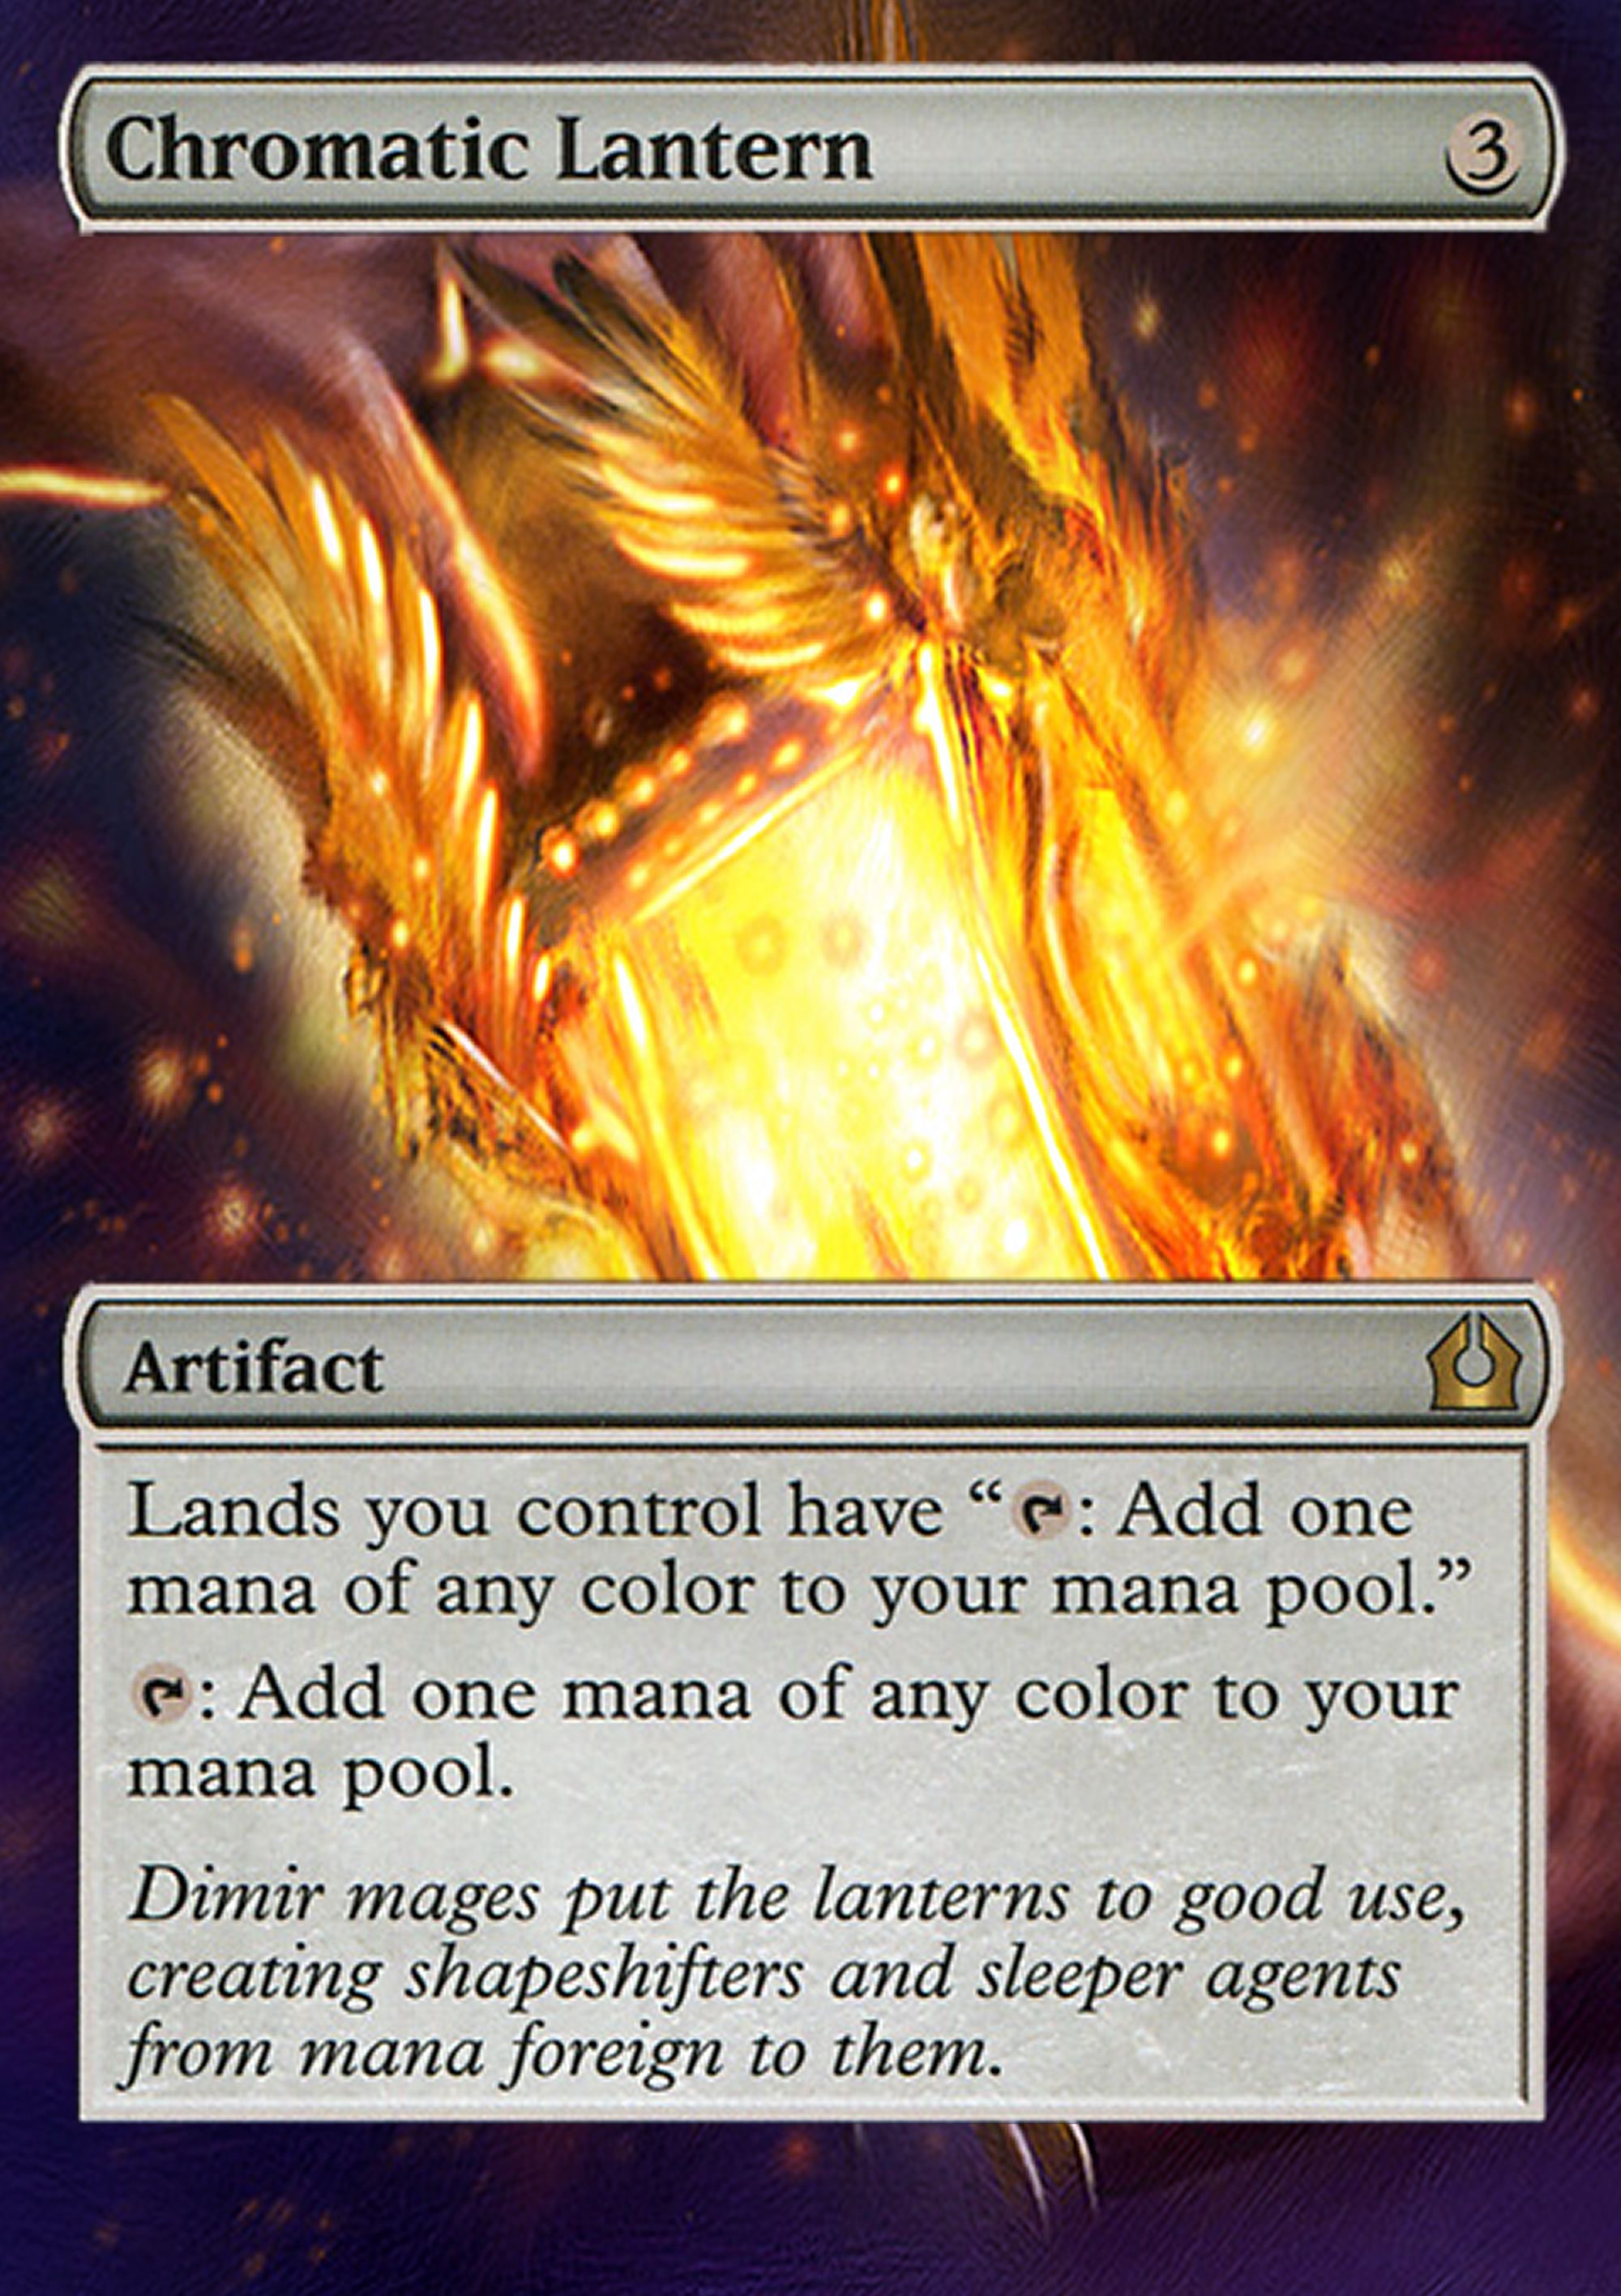 Chromatic Lantern 3
Artifact
Lands you control have “: Add one
mana of any color to your mana pool.”
: Add one mana of any color to your
mana pool.
Dimir mages put the lanterns to good use,
creating shapeshifters and sleeper agents
from mana foreign to them.